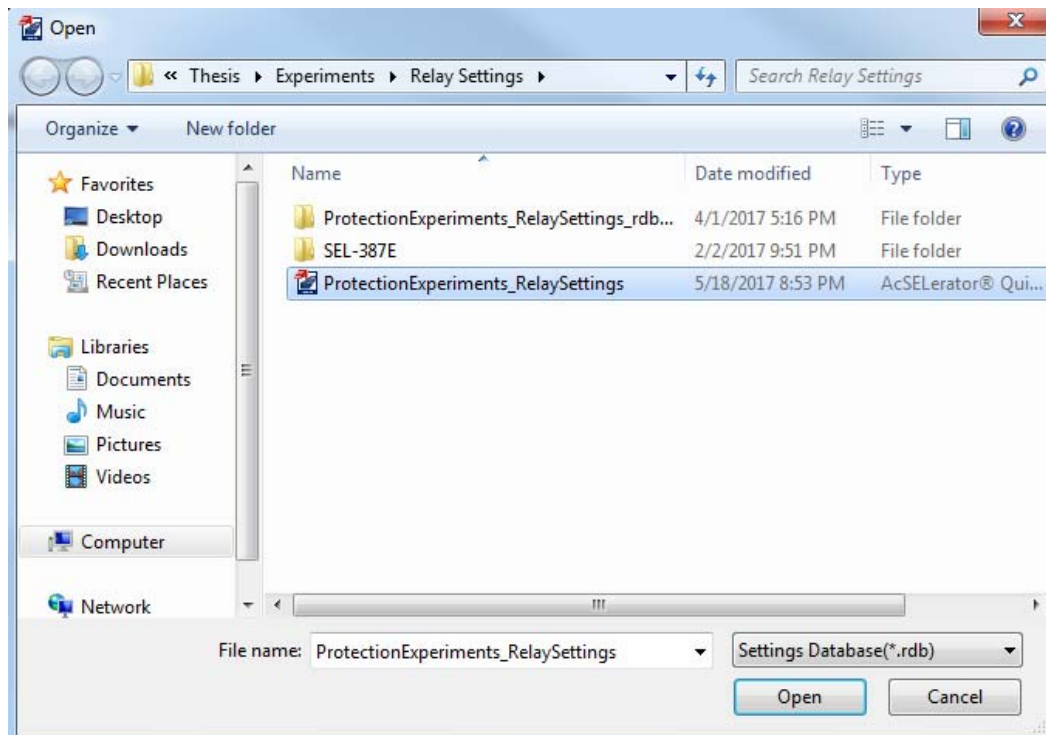 Open
« Thesis ▸ Experiments ▸ Relay Settings ▸ Search Relay Settings
Organize ▾ New folder
Name Date modified Type
Favorites
Desktop
Downloads
Recent Places
Libraries
Documents
Music
Pictures
Videos
Computer
Network
ProtectionExperiments_RelaySettings_rdb... 4/1/2017 5:16 PM File folder
SEL-387E 2/2/2017 9:51 PM File folder
ProtectionExperiments_RelaySettings 5/18/2017 8:53 PM AcSELerator® Qui...
File name: ProtectionExperiments_RelaySettings Settings Database(*.rdb)
Open Cancel